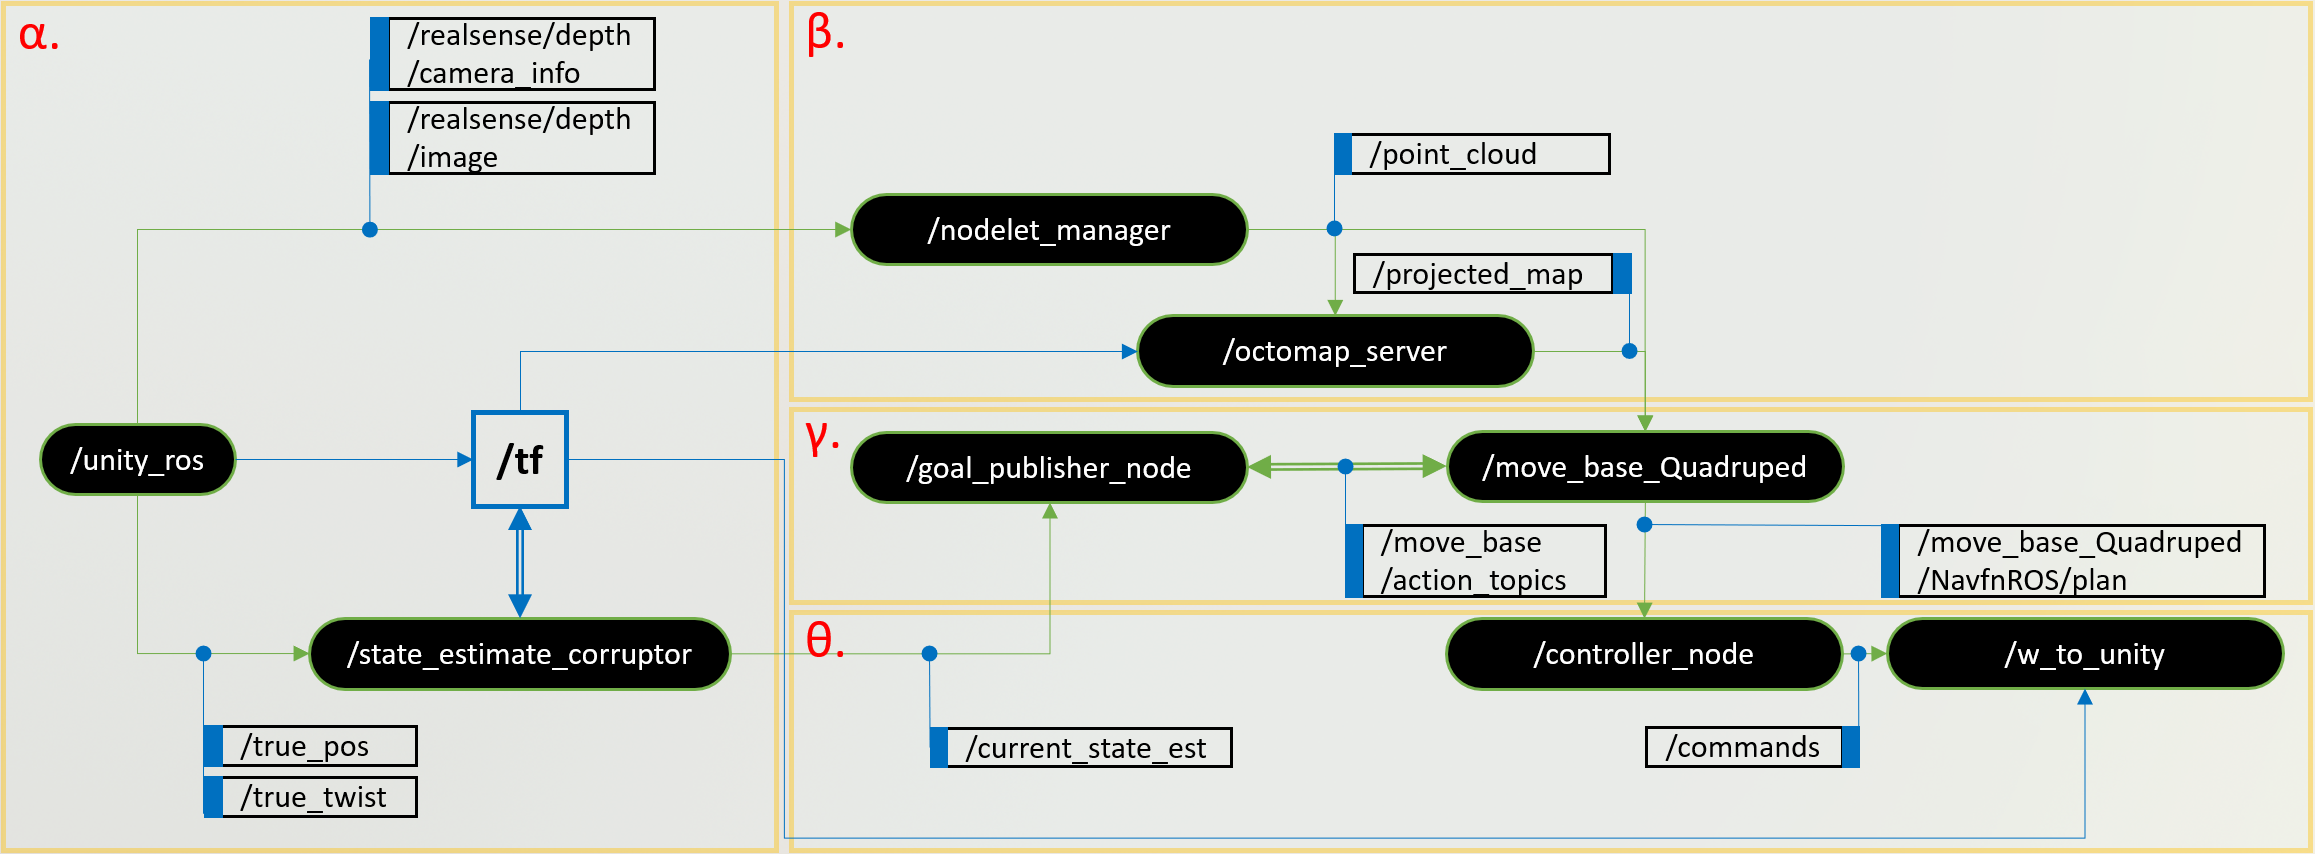 α.
/realsense/depth
/camera_info
/realsense/depth
/image
/unity_ros
/tf
/state_estimate_corruptor
/true_pos
/true_twist
β.
/point_cloud
/nodelet_manager
/projected_map
/octomap_server
γ.
/goal_publisher_node
/move_base_Quadruped
/move_base
/action_topics
/move_base_Quadruped
/NavfnROS/plan
θ.
/controller_node
/w_to_unity
/current_state_est
/commands